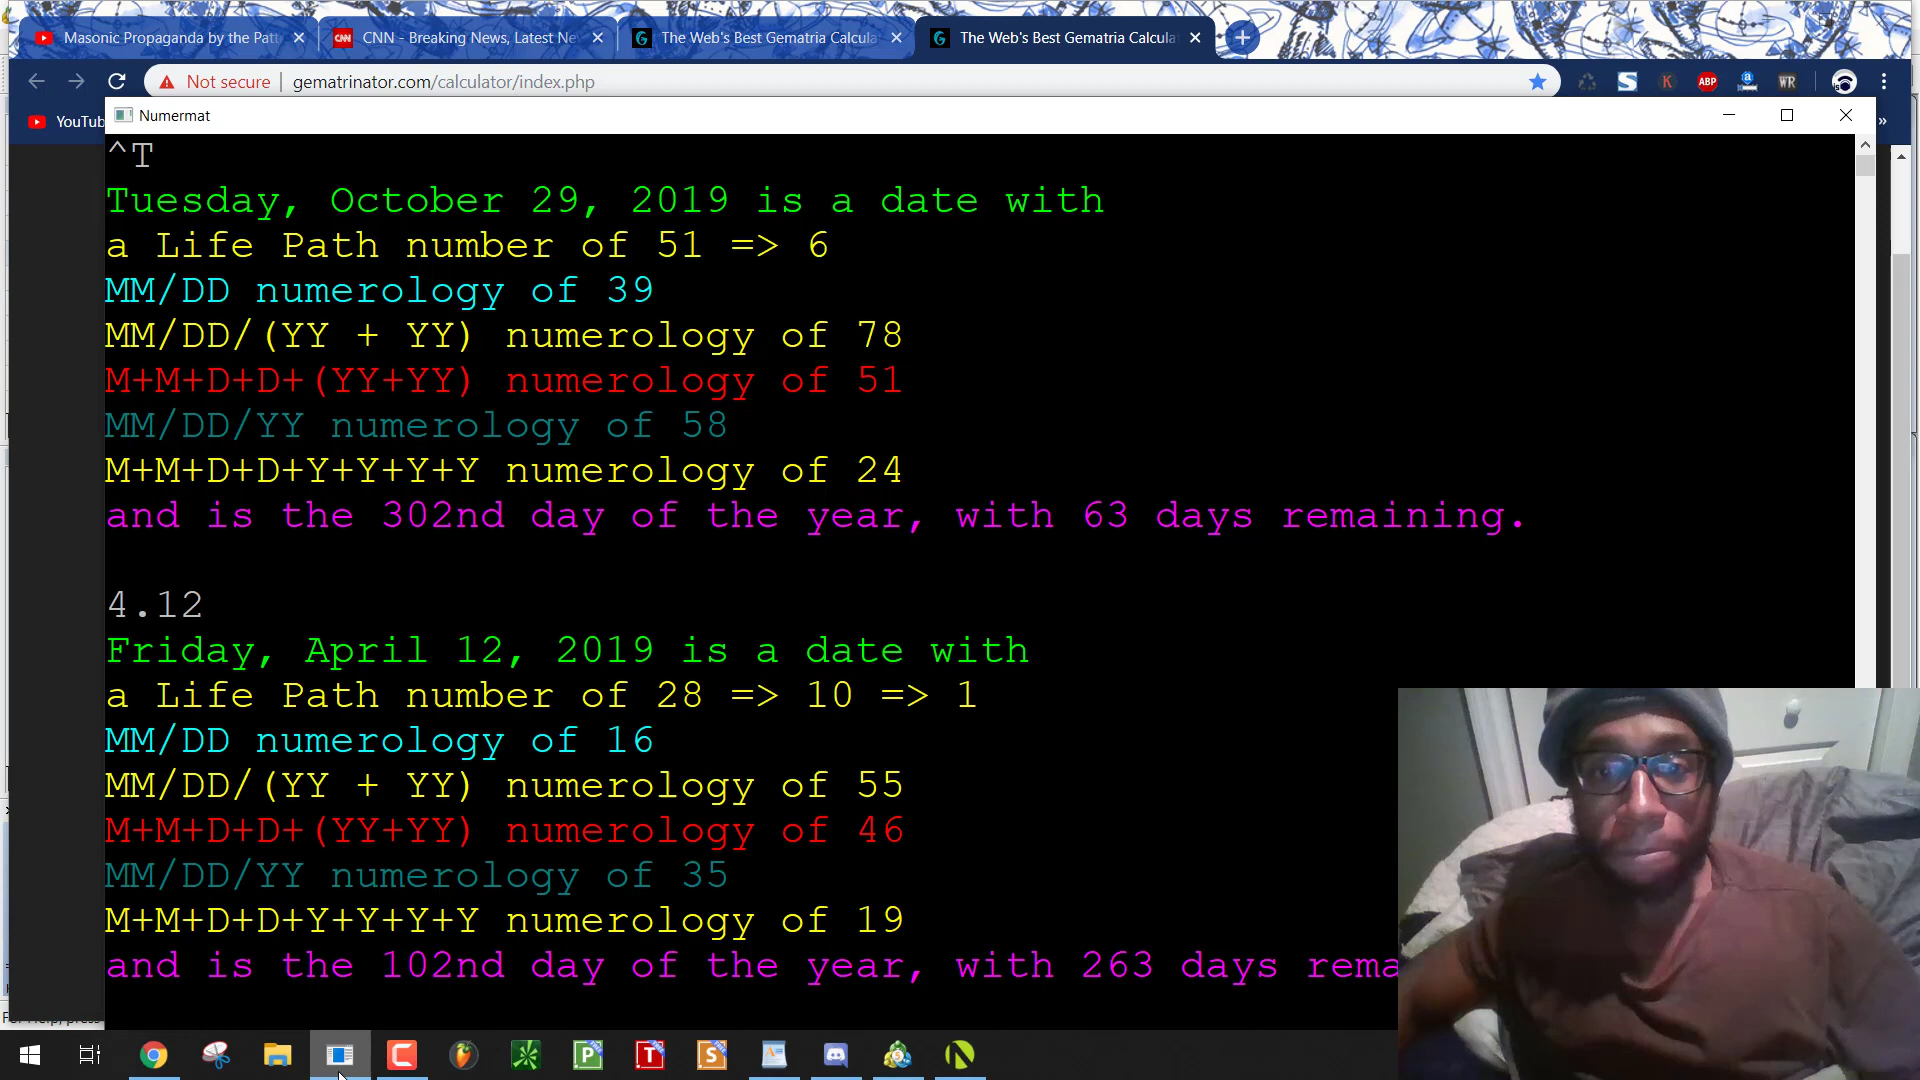 Masonic Propaganda by the Patt
CNN - Breaking News, Latest Ne
The Web's Best Gematria Calcula
The Web's Best Gematria Calcula
Not secure | gematrinator.com/calculator/index.php
ABP
WR
YouTub
»
Numermat
^T
Tuesday, October 29, 2019 is a date with
a Life Path number of 51 => 6
MM/DD numerology of 39
MM/DD/(YY + YY) numerology of 78
M+M+D+D+(YY+YY) numerology of 51
MM/DD/YY numerology of 58
M+M+D+D+Y+Y+Y+Y numerology of 24
and is the 302nd day of the year, with 63 days remaining.
4.12
Friday, April 12, 2019 is a date with
a Life Path number of 28 => 10 => 1
MM/DD numerology of 16
MM/DD/(YY + YY) numerology of 55
M+M+D+D+(YY+YY) numerology of 46
MM/DD/YY numerology of 35
M+M+D+D+Y+Y+Y+Y numerology of 19
and is the 102nd day of the year, with 263 days rema